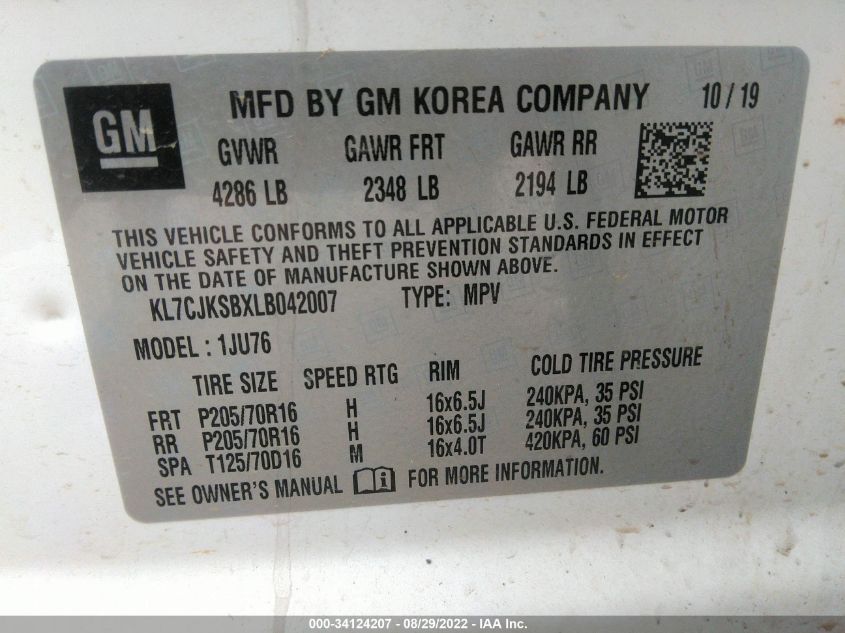 GM
MFD BY GM KOREA COMPANY 10/19
GVWR GAWR FRT GAWR RR
4286 LB 2348 LB 2194 LB
THIS VEHICLE CONFORMS TO ALL APPLICABLE U.S. FEDERAL MOTOR
VEHICLE SAFETY AND THEFT PREVENTION STANDARDS IN EFFECT
ON THE DATE OF MANUFACTURE SHOWN ABOVE.
KL7CJKSBXLB042007 TYPE: MPV
MODEL : 1JU76
TIRE SIZE SPEED RTG RIM COLD TIRE PRESSURE
FRT P205/70R16 H 16x6.5J 240KPA, 35 PSI
RR P205/70R16 H 16x6.5J 240KPA, 35 PSI
SPA T125/70D16 M 16x4.0T 420KPA, 60 PSI
SEE OWNER'S MANUAL i FOR MORE INFORMATION.
000-34124207 - 08/29/2022 - IAA Inc.